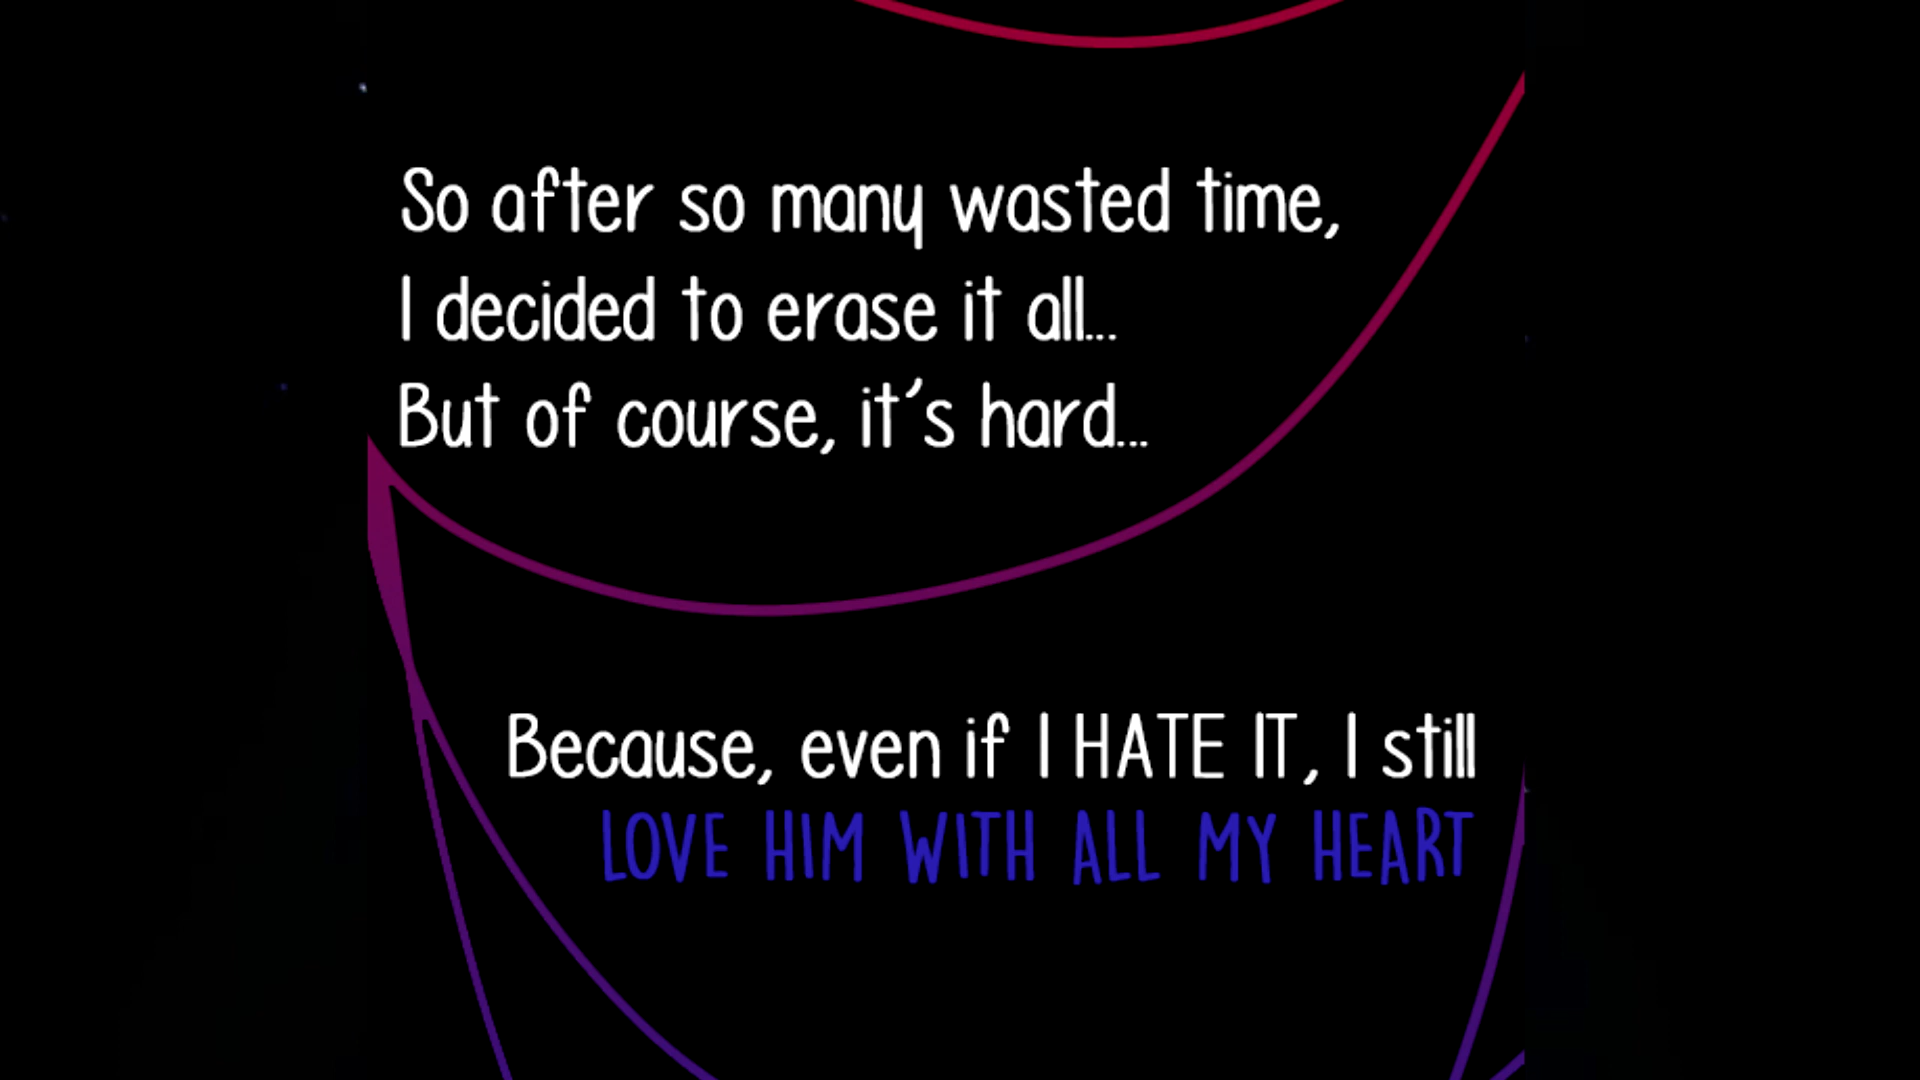 So after so many wasted time,
I decided to erase it all...
But of course, it's hard...
Because, even if I HATE IT, I still
LOVE HIM WITH ALL MY HEART